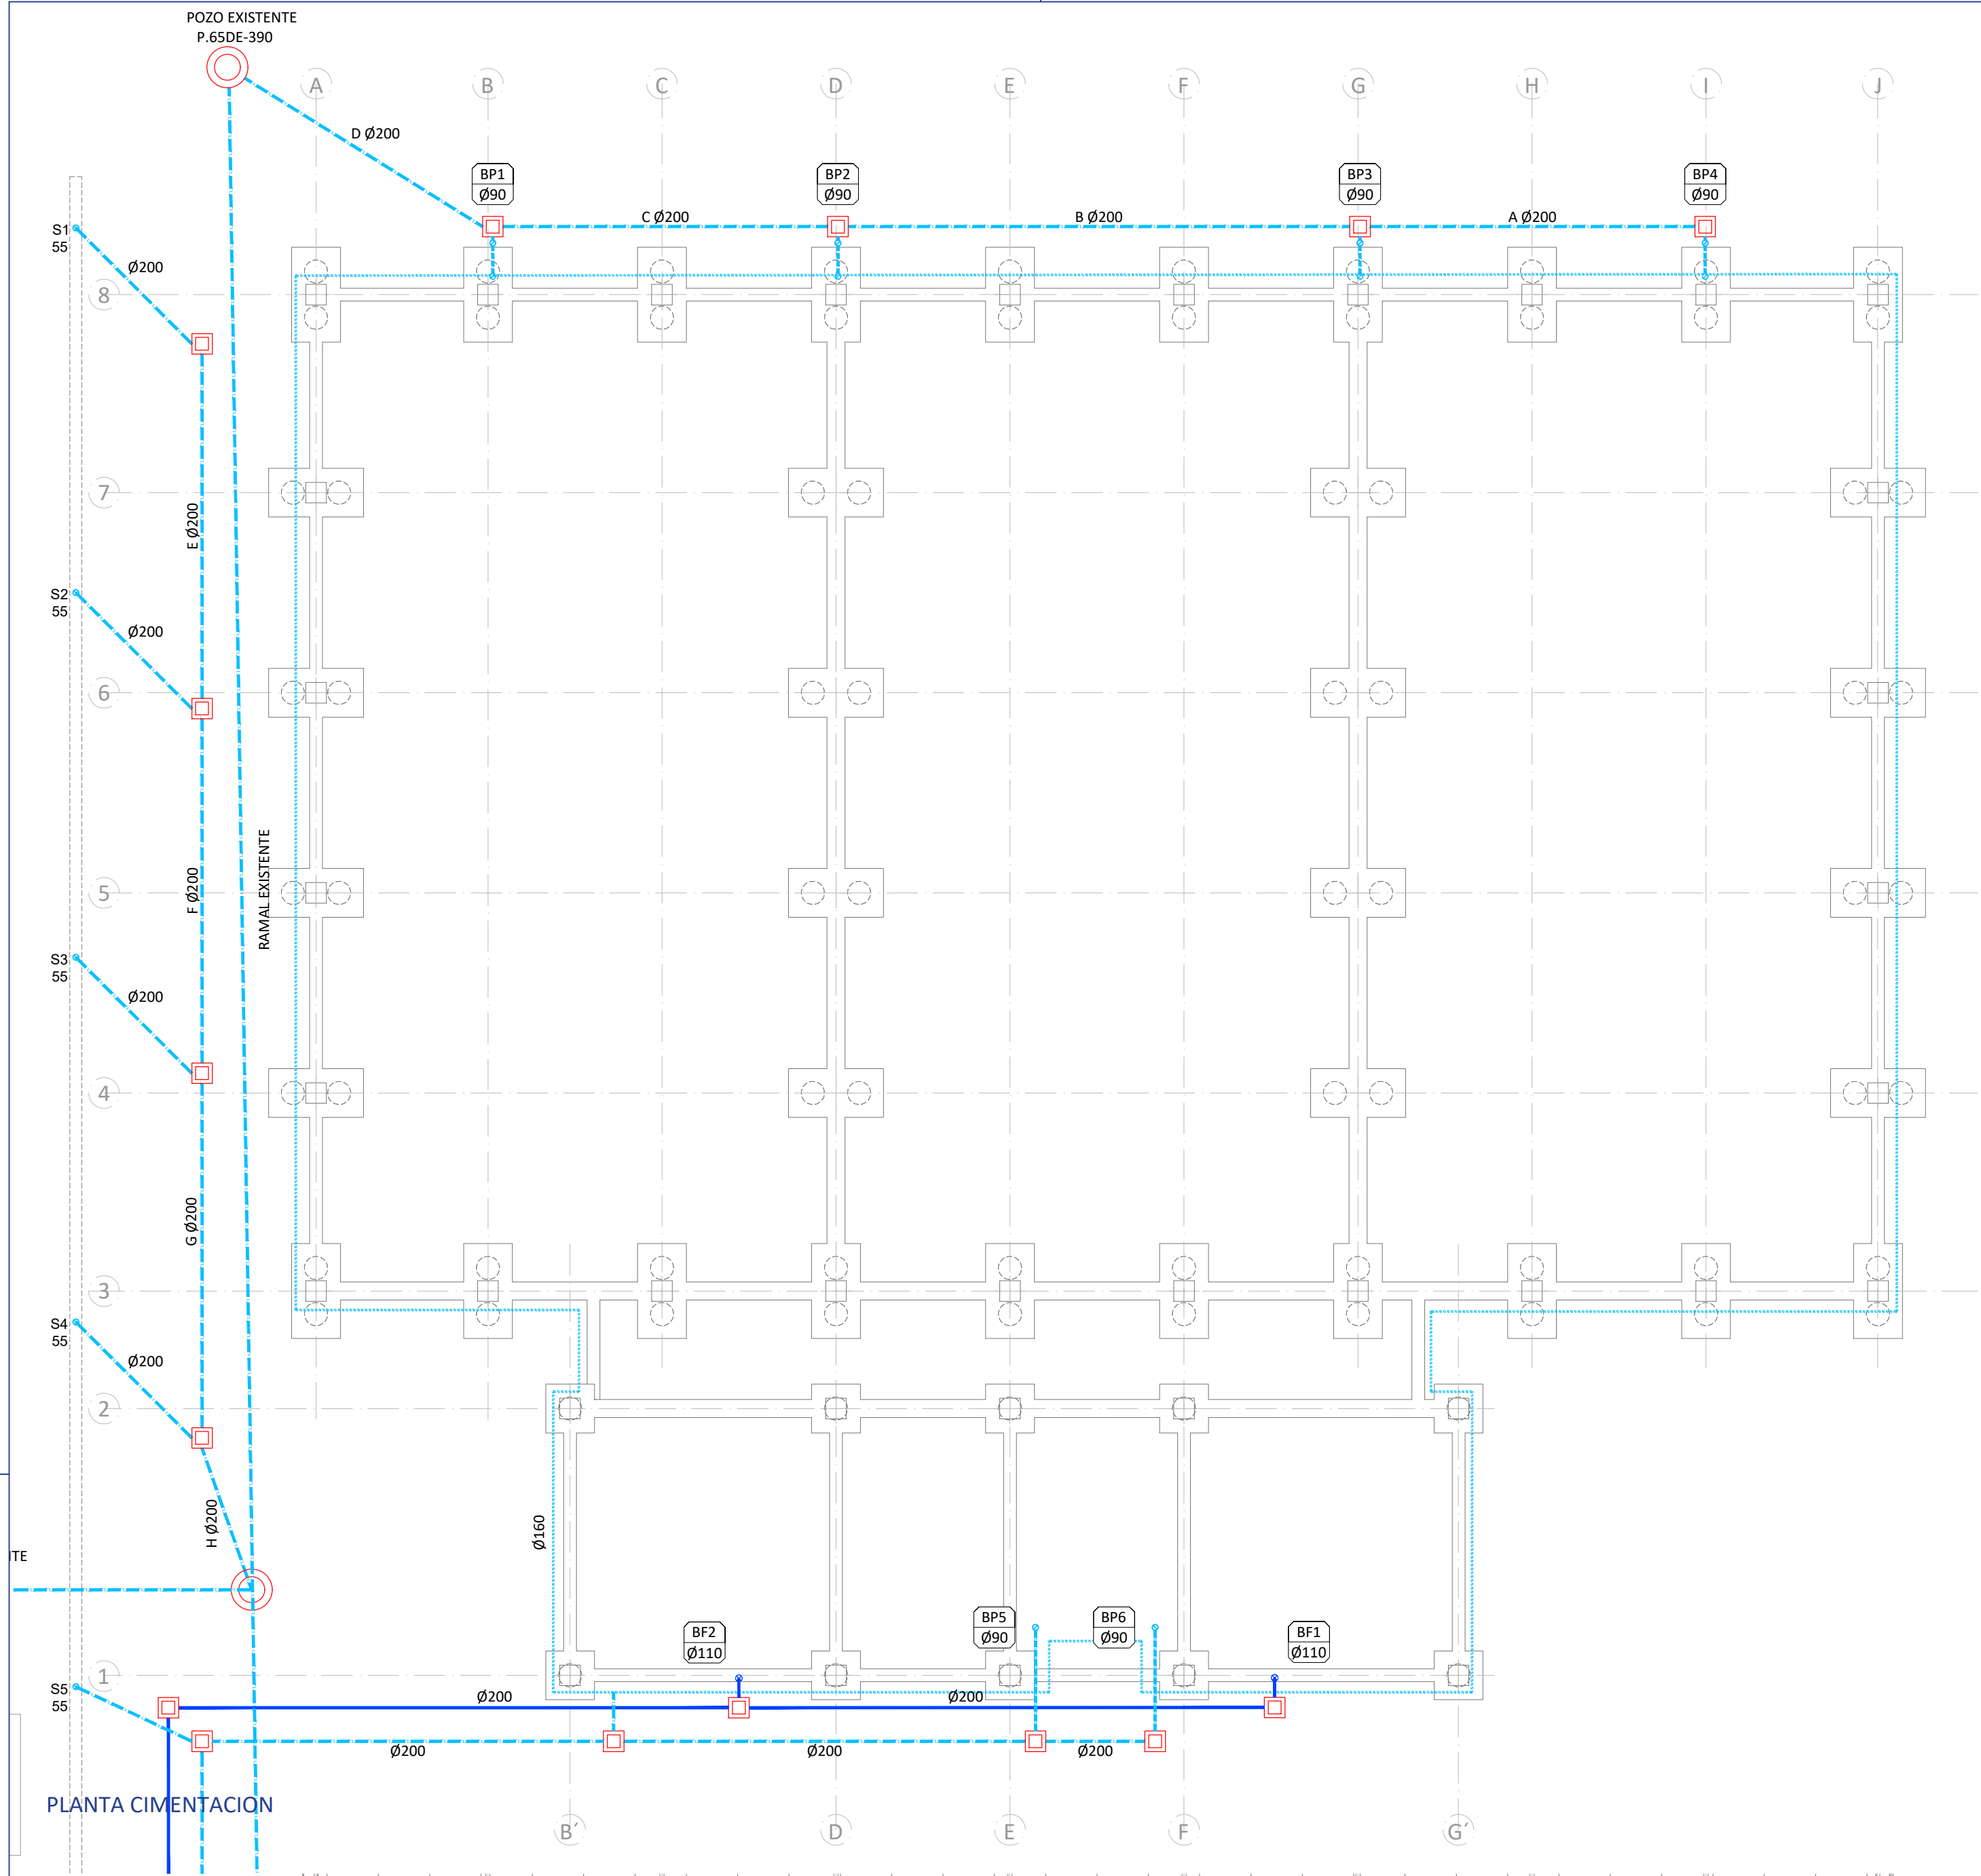 POZO EXISTENTE
P.65DE-390
A
B
C
D
E
F
G
H
I
J
D Ø200
BP1
Ø90
BP2
Ø90
BP3
Ø90
BP4
Ø90
C Ø200
B Ø200
A Ø200
S1
55
Ø200
8
7
E Ø200
S2
55
Ø200
6
F Ø200
RAMAL EXISTENTE
5
S3
55
Ø200
4
G Ø200
3
S4
55
Ø200
2
H Ø200
Ø160
ITE
BF2
Ø110
BP5
Ø90
BP6
Ø90
BF1
Ø110
1
S5
55
Ø200
Ø200
Ø200
Ø200
Ø200
PLANTA CIMENTACION
B´
D
E
F
G´